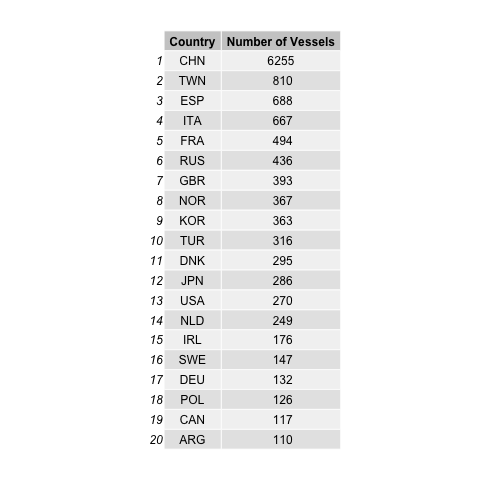 Country Number of Vessels
1 CHN 6255
2 TWN 810
3 ESP 688
4 ITA 667
5 FRA 494
6 RUS 436
7 GBR 393
8 NOR 367
9 KOR 363
10 TUR 316
11 DNK 295
12 JPN 286
13 USA 270
14 NLD 249
15 IRL 176
16 SWE 147
17 DEU 132
18 POL 126
19 CAN 117
20 ARG 110